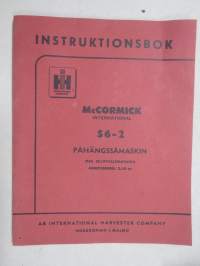 INSTRUKTIONSBOK
McCORMICK
INTERNATIONAL
S6-2
PÅHÄNGSSÅMASKIN
AB INTERNATIONAL HARVESTER COMPANY